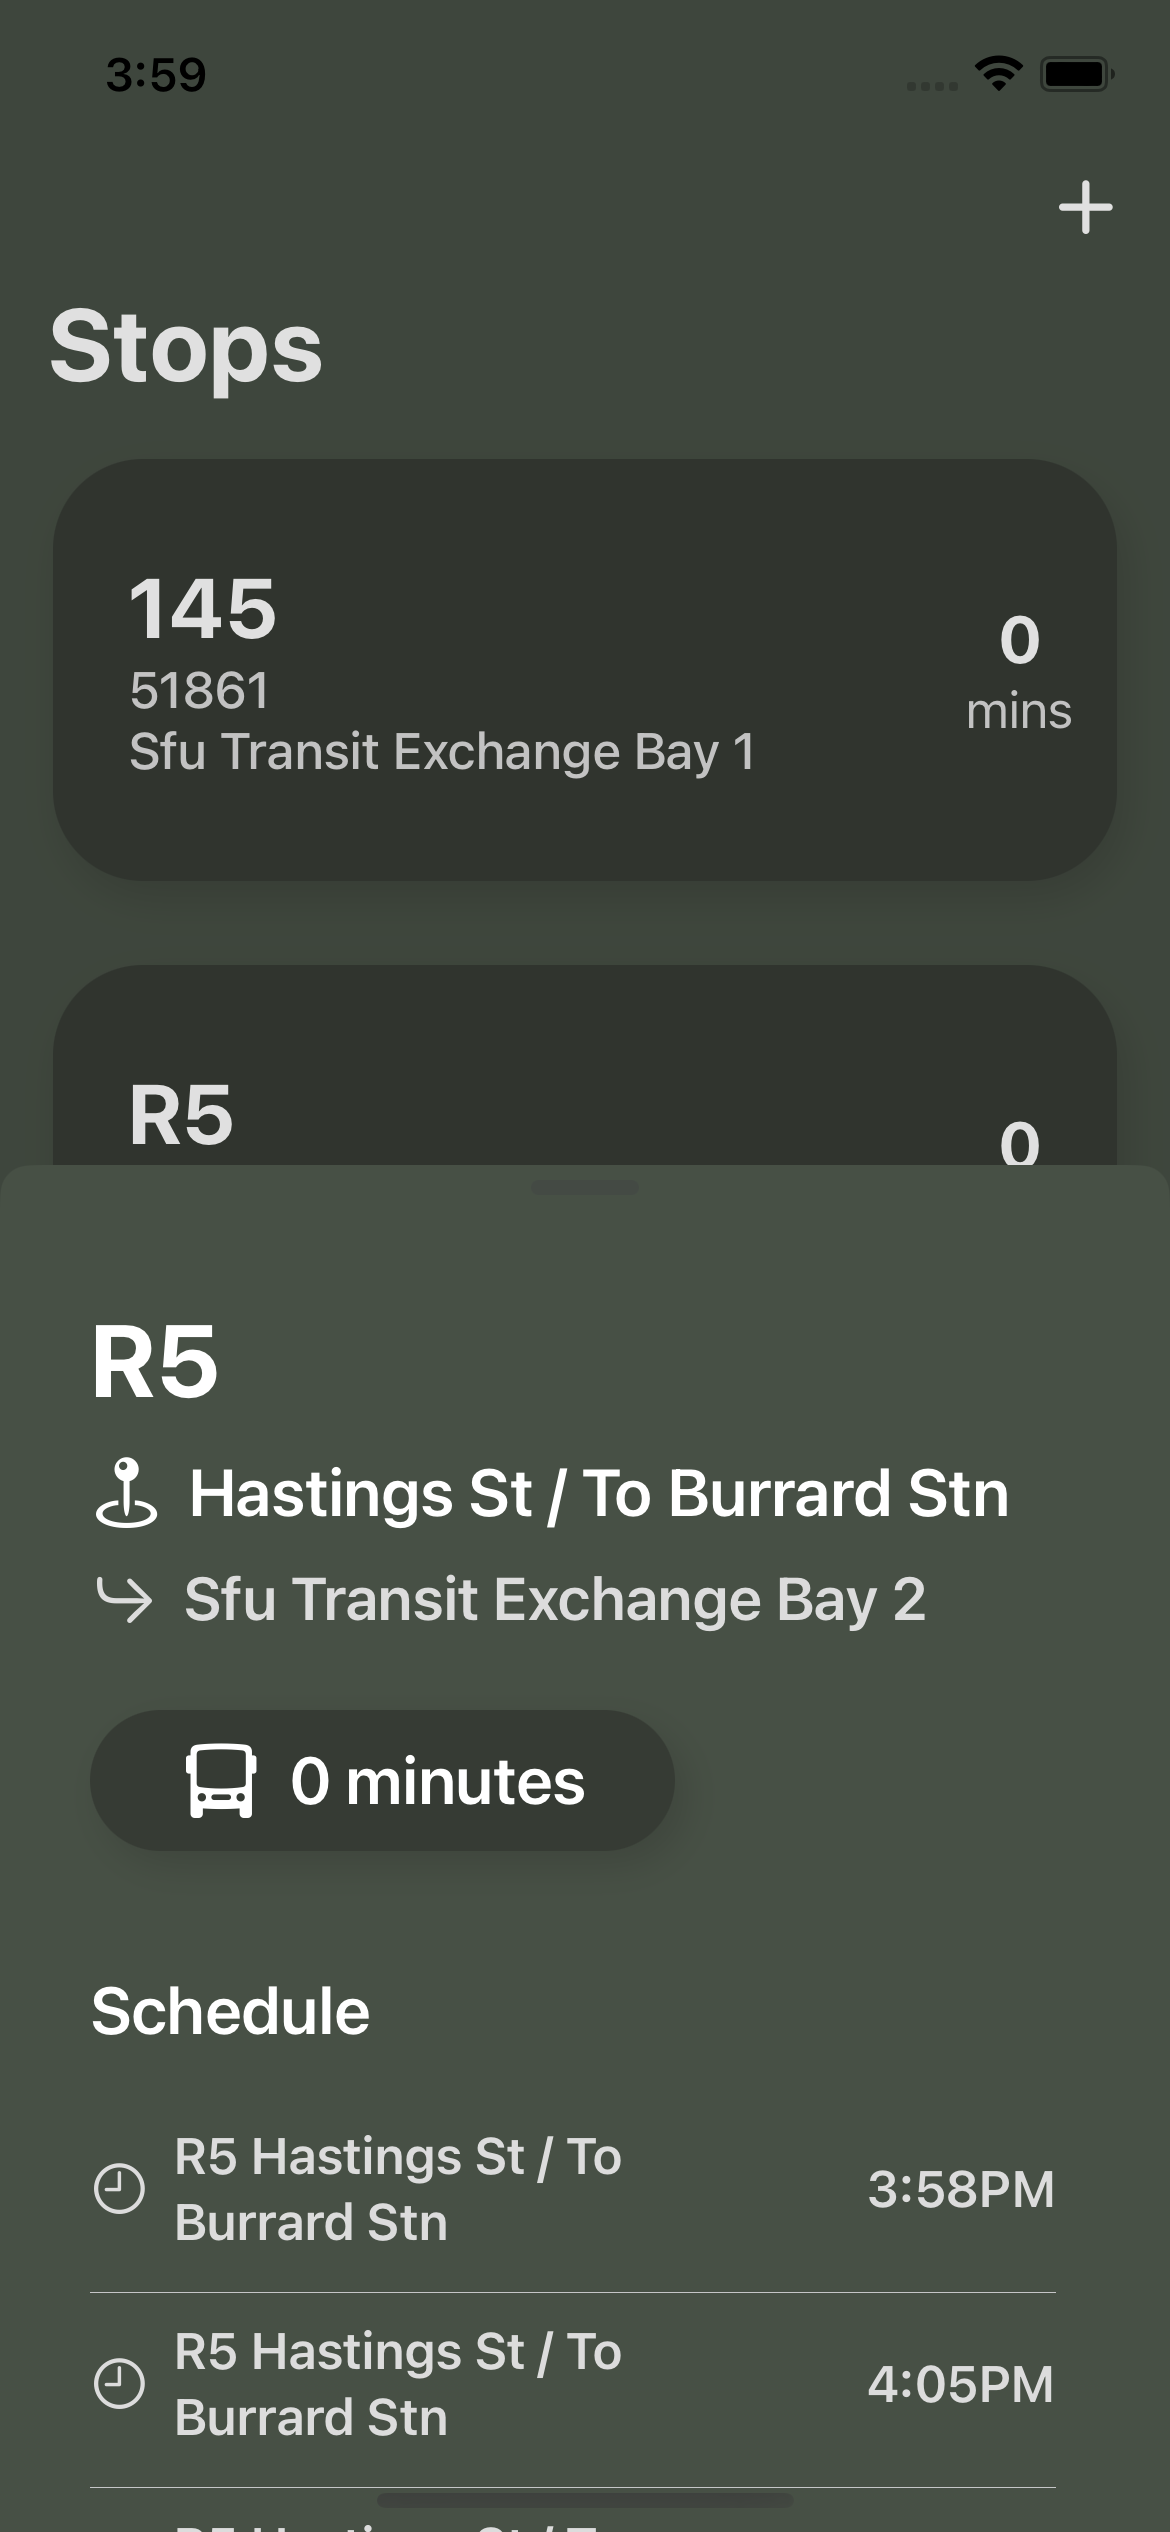 3:59
Stops
145
51861
Sfu Transit Exchange Bay 1
0
mins
R5
0
R5
Hastings St / To Burrard Stn
Sfu Transit Exchange Bay 2
0 minutes
Schedule
R5 Hastings St / To
Burrard Stn
3:58PM
R5 Hastings St / To
Burrard Stn
4:05PM